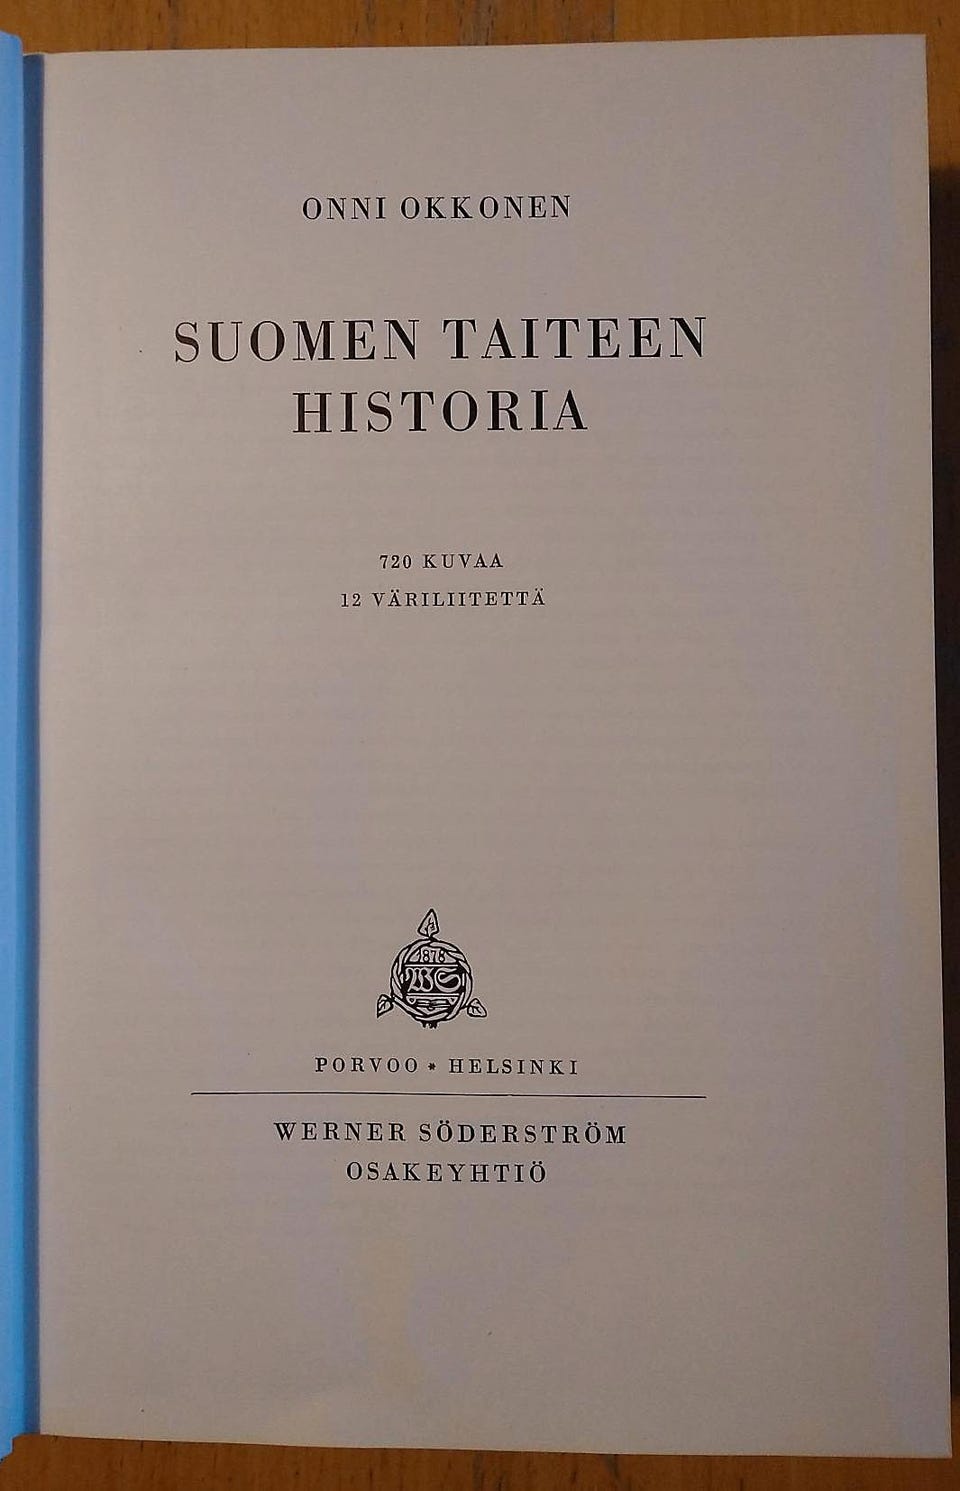 ONNI OKKONEN
SUOMEN TAITEEN
HISTORIA
720 KUVAA
12 VÄRILIITETTÄ
1878
WS
PORVOO * HELSINKI
WERNER SÖDERSTRÖM
OSAKEYHTIÖ